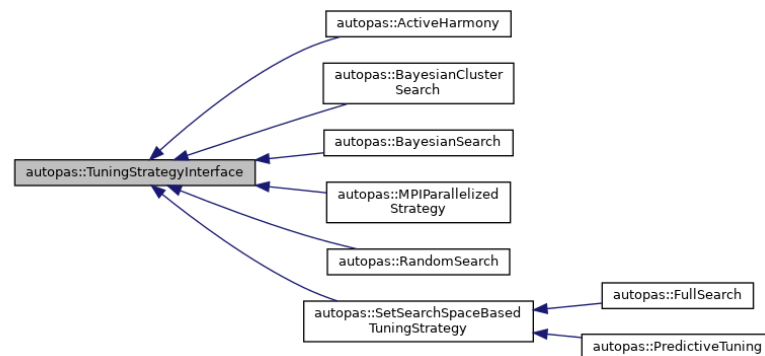 autopas::ActiveHarmony
autopas::BayesianCluster
Search
autopas::BayesianSearch
autopas::TuningStrategyInterface
autopas::MPIParallelized
Strategy
autopas::RandomSearch
autopas::SetSearchSpaceBased
TuningStrategy
autopas::FullSearch
autopas::PredictiveTuning